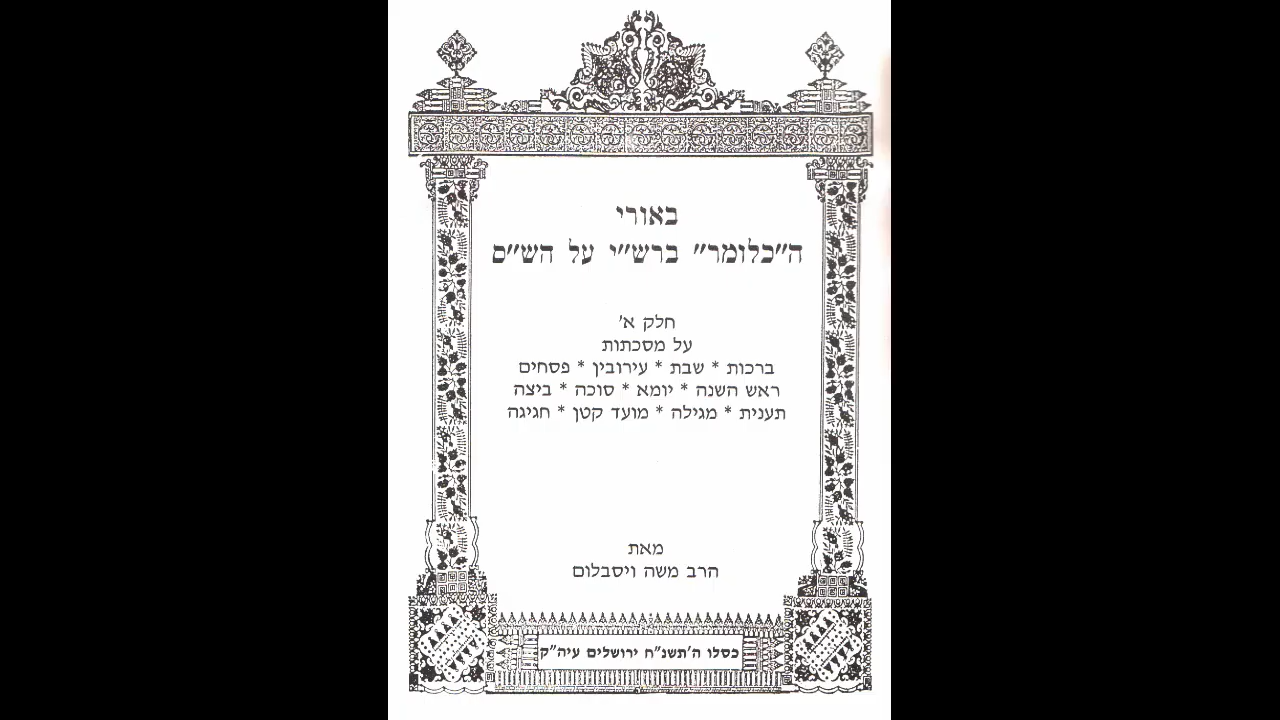 באורי
ה"כלומר" ברש"י על הש"ס
חלק א'
על מסכתות
ברכות * שבת * עירובין * פסחים
ראש השנה * יומא * סוכה * ביצה
תענית * מגילה * מועד קטן * חגיגה
מאת
הרב משה ויסבלום
כסלו ה'תשנ"ח ירושלים עיה"ק